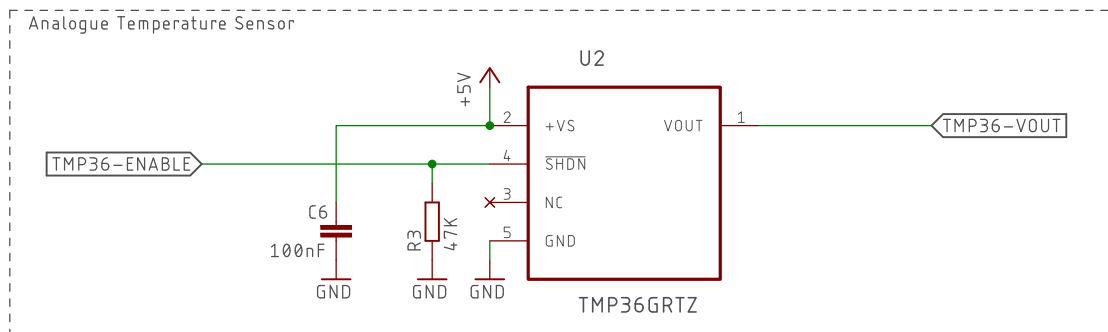 Analogue Temperature Sensor
U2
+5V
2
+VS
VOUT
1
TMP36-VOUT
TMP36-ENABLE
4
SHDN
3
NC
C6
100nF
R3
47K
5
GND
GND
GND
GND
TMP36GRTZ